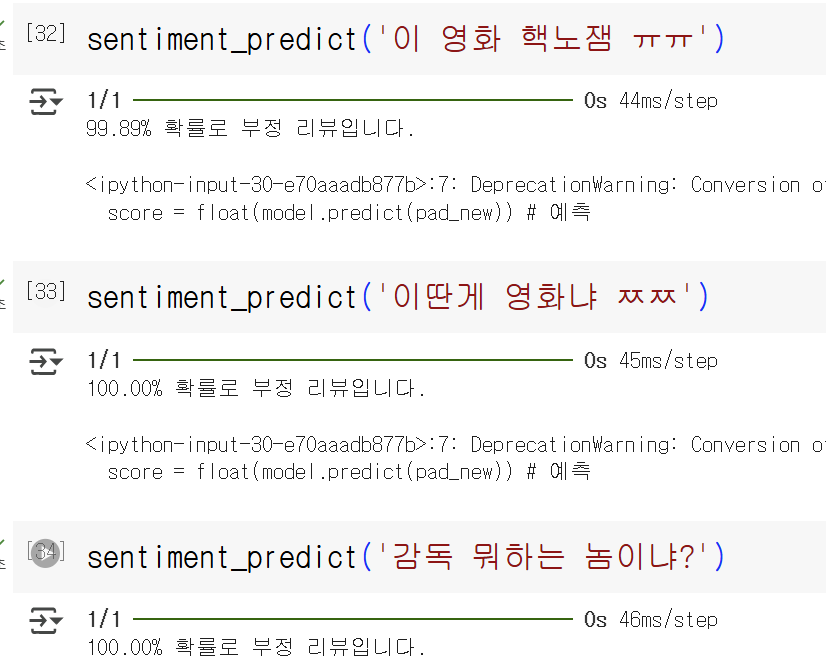 [32] sentiment_predict('이 영화 핵노잼 ㅠㅠ')
1/1 0s 44ms/step
99.89% 확률로 부정 리뷰입니다.
<ipython-input-30-e70aaadb877b>:7: DeprecationWarning: Conversion o
score = float(model.predict(pad_new)) # 예측
[33] sentiment_predict('이딴게 영화냐 ㅉㅉ')
1/1 0s 45ms/step
100.00% 확률로 부정 리뷰입니다.
<ipython-input-30-e70aaadb877b>:7: DeprecationWarning: Conversion o
score = float(model.predict(pad_new)) # 예측
[34] sentiment_predict('감독 뭐하는 놈이냐?')
1/1 0s 46ms/step
100.00% 확률로 부정 리뷰입니다.